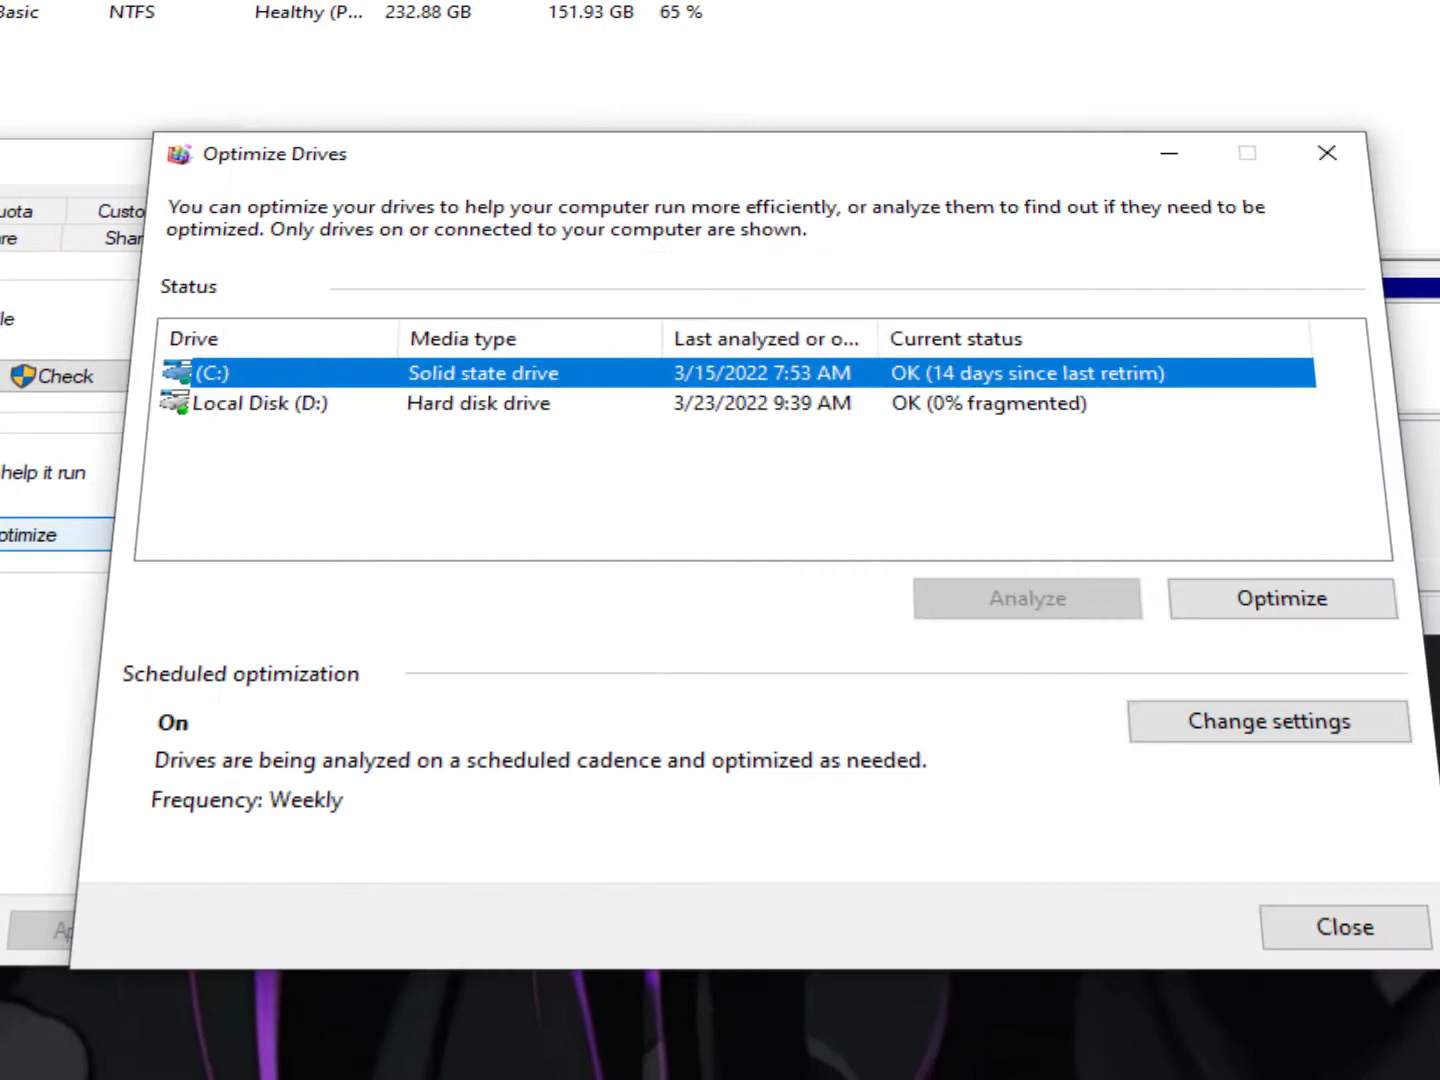 Basic NTFS Healthy (P... 232.88 GB 151.93 GB 65 %
Optimize Drives
You can optimize your drives to help your computer run more efficiently, or analyze them to find out if they need to be
optimized. Only drives on or connected to your computer are shown.
uota Custo
re Shar
Status
le
Drive Media type Last analyzed or o... Current status
Check
(C:) Solid state drive 3/15/2022 7:53 AM OK (14 days since last retrim)
Local Disk (D:) Hard disk drive 3/23/2022 9:39 AM OK (0% fragmented)
help it run
ptimize
Analyze Optimize
Scheduled optimization
On
Change settings
Drives are being analyzed on a scheduled cadence and optimized as needed.
Frequency: Weekly
Ap
Close